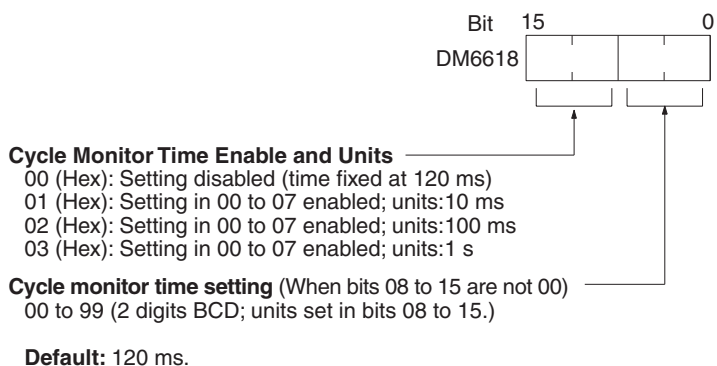 Bit 15 0
DM6618
Cycle Monitor Time Enable and Units
00 (Hex): Setting disabled (time fixed at 120 ms)
01 (Hex): Setting in 00 to 07 enabled; units:10 ms
02 (Hex): Setting in 00 to 07 enabled; units:100 ms
03 (Hex): Setting in 00 to 07 enabled; units:1 s
Cycle monitor time setting (When bits 08 to 15 are not 00)
00 to 99 (2 digits BCD; units set in bits 08 to 15.)
Default: 120 ms.